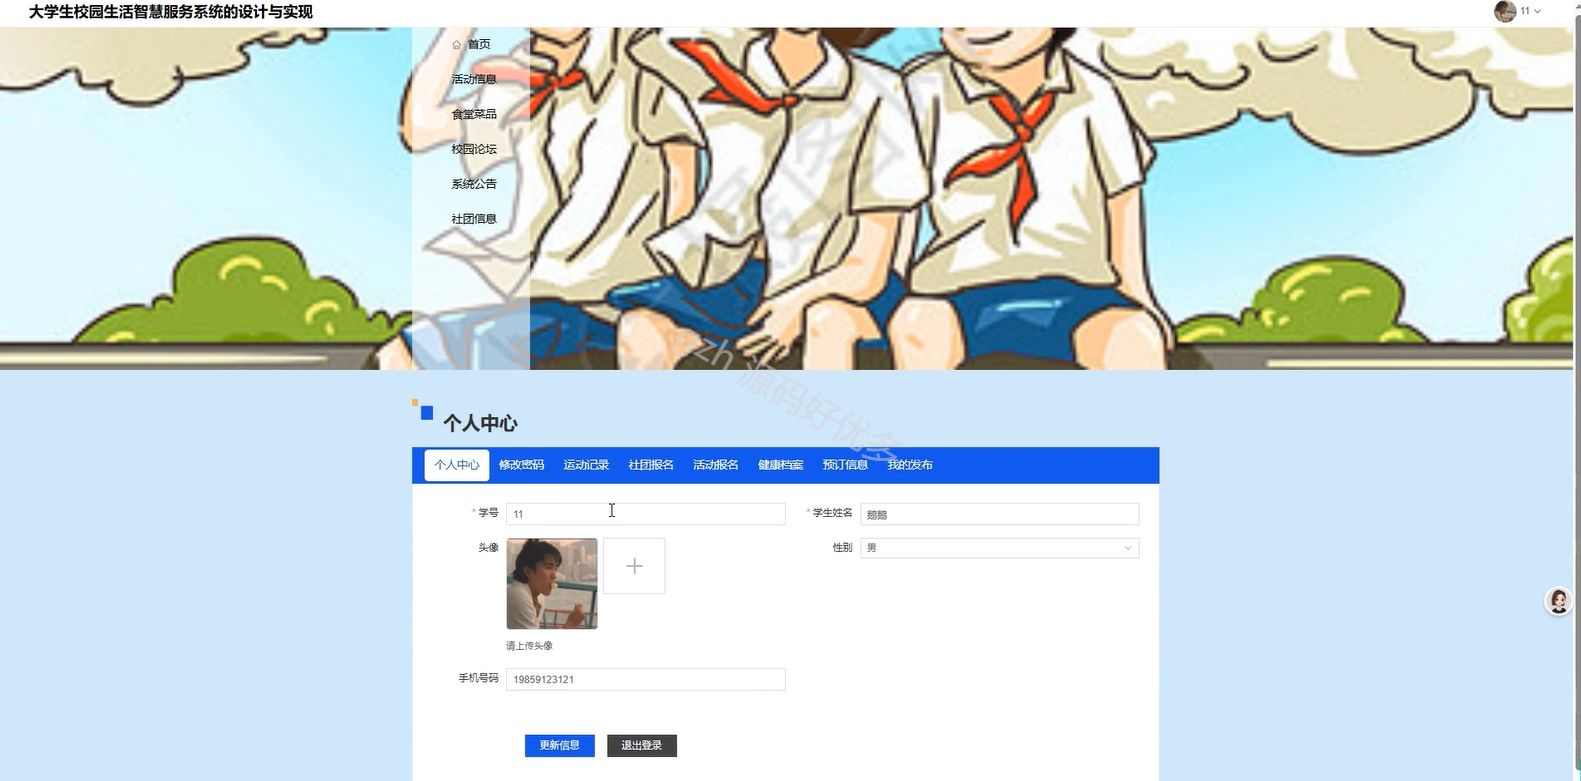 大学生校园生活智慧服务系统的设计与实现
11
首页
活动信息
食堂菜品
校园论坛
系统公告
社团信息
源码好优多
个人中心
个人中心 修改密码 运动记录 社团报名 活动报名 健康档案 预订信息 我的发布
* 学号 11 * 学生姓名 鹅鹅
头像 性别 男
请上传头像
手机号码 19859123121
更新信息 退出登录